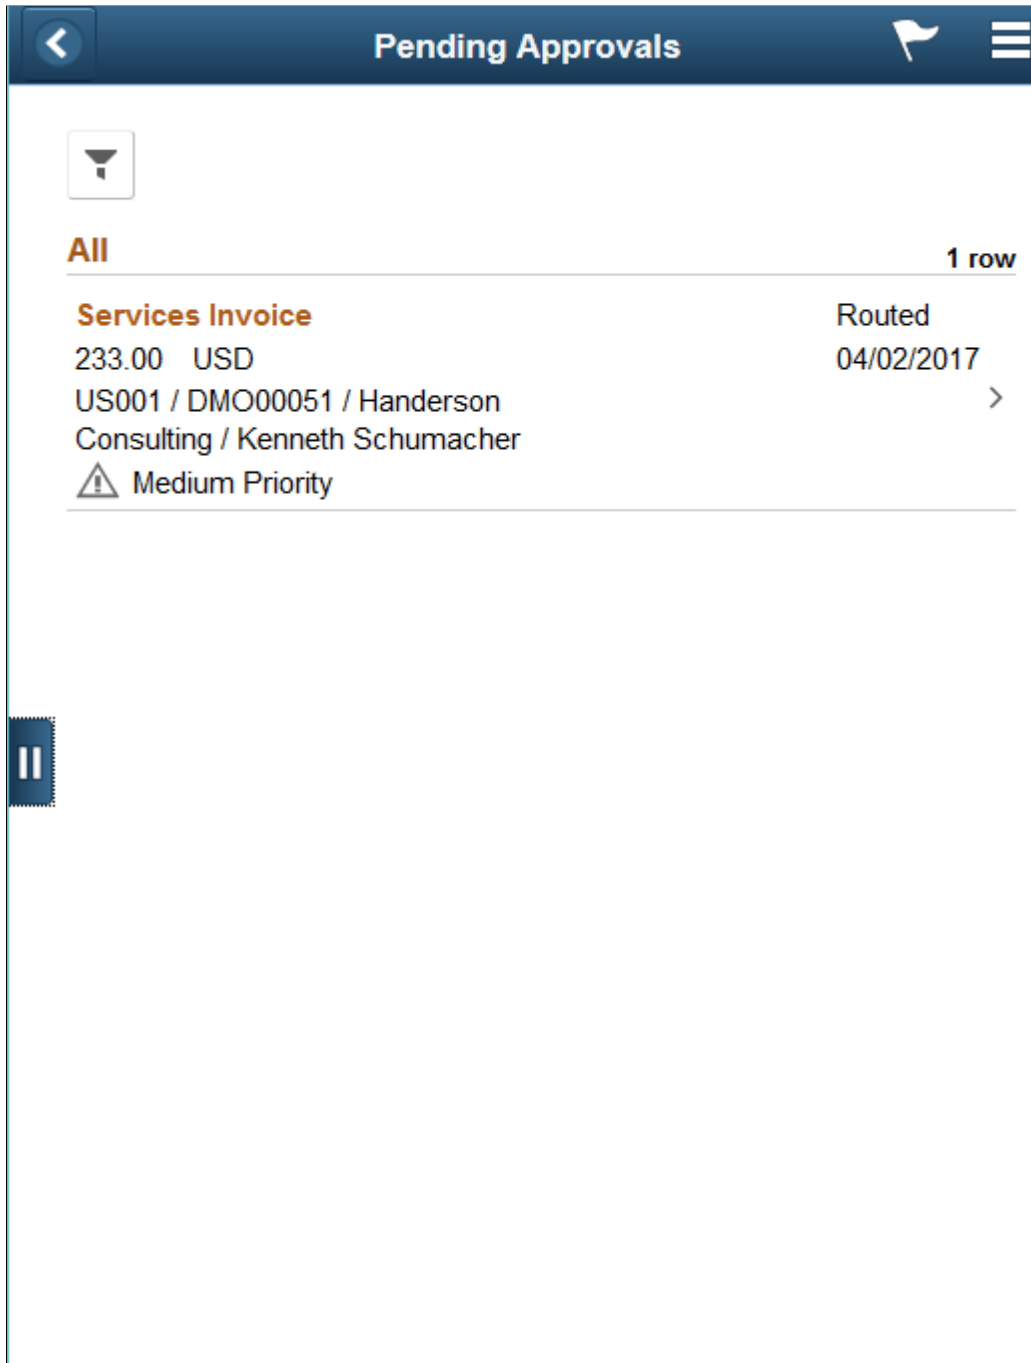 Pending Approvals
All
1 row
Services Invoice
Routed
233.00 USD
04/02/2017
US001 / DMO00051 / Handerson
Consulting / Kenneth Schumacher
Medium Priority